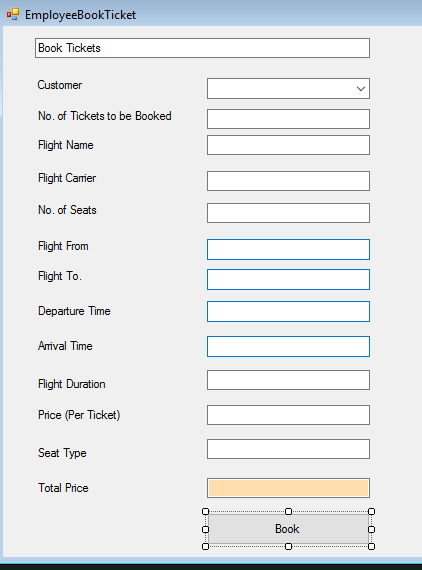 EmployeeBookTicket
Book Tickets
Customer
No. of Tickets to be Booked
Flight Name
Flight Carrier
No. of Seats
Flight From
Flight To.
Departure Time
Arrival Time
Flight Duration
Price (Per Ticket)
Seat Type
Total Price
Book